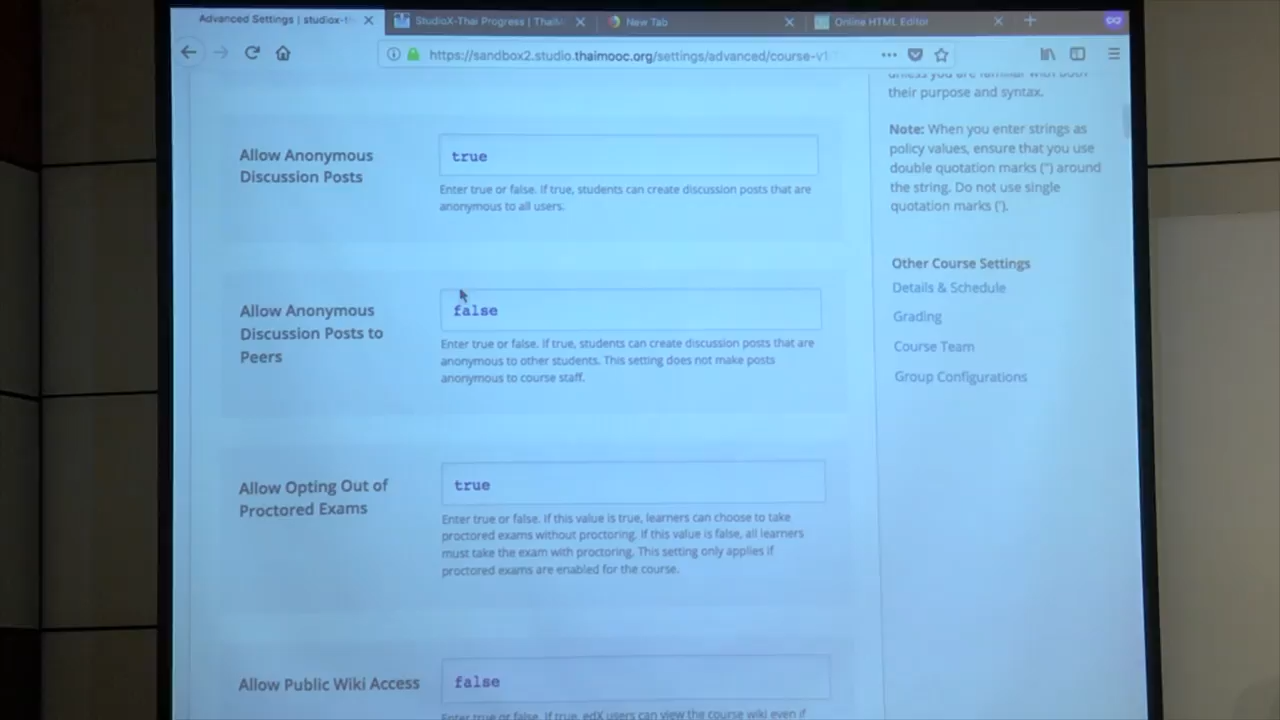 Advanced Settings | studiox-t
StudioX-Thai Progress | ThaiM
New Tab
Online HTML Editor
https://sandbox2.studio.thaimooc.org/settings/advanced/course-v1
their purpose and syntax.
Note: When you enter strings as
policy values, ensure that you use
double quotation marks (") around
the string. Do not use single
quotation marks (').
Other Course Settings
Details & Schedule
Grading
Course Team
Group Configurations
Allow Anonymous
Discussion Posts
true
Enter true or false. If true, students can create discussion posts that are
anonymous to all users.
Allow Anonymous
Discussion Posts to
Peers
false
Enter true or false. If true, students can create discussion posts that are
anonymous to other students. This setting does not make posts
anonymous to course staff.
Allow Opting Out of
Proctored Exams
true
Enter true or false. If this value is true, learners can choose to take
proctored exams without proctoring. If this value is false, all learners
must take the exam with proctoring. This setting only applies if
proctored exams are enabled for the course.
Allow Public Wiki Access
false
Enter true or false. If true, edX users can view the course wiki even if